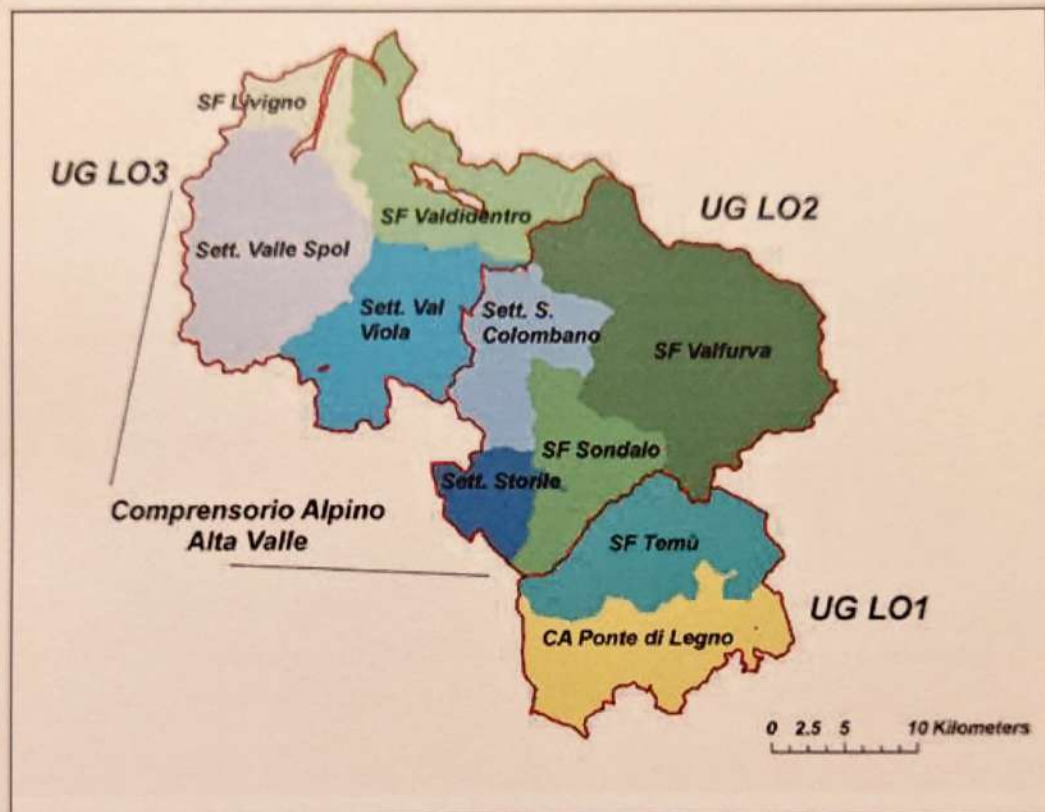 SF Livigno
UG LO3
UG LO2
SF Valdidentro
Sett. Valle Spol
Sett. Val
Viola
Sett. S.
Colombano
SF Valfurva
SF Sondalo
Sett. Storile
Comprensorio Alpino
Alta Valle
SF Temù
UG LO1
CA Ponte di Legno
0 2.5 5 10 Kilometers